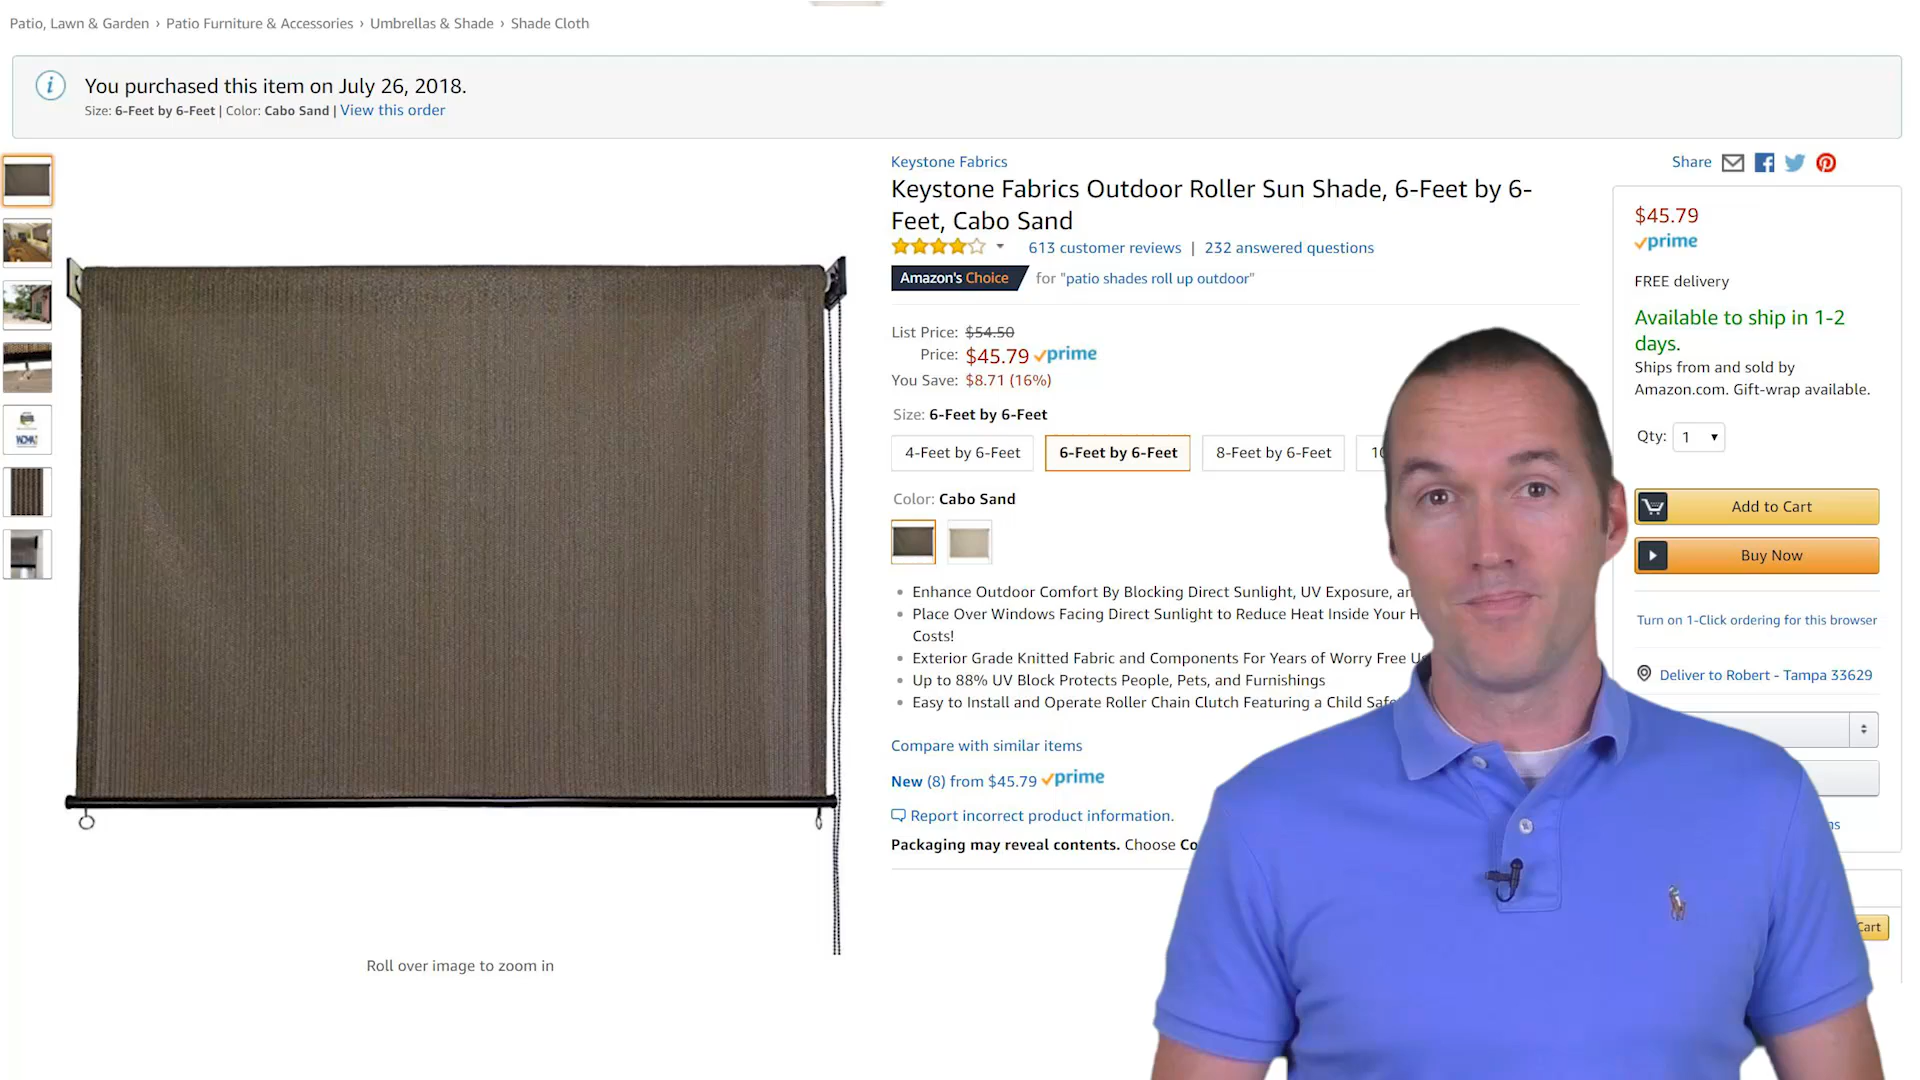 Patio, Lawn & Garden › Patio Furniture & Accessories › Umbrellas & Shade › Shade Cloth
You purchased this item on July 26, 2018.
Size: 6-Feet by 6-Feet | Color: Cabo Sand | View this order
Keystone Fabrics
Keystone Fabrics Outdoor Roller Sun Shade, 6-Feet by 6-
Feet, Cabo Sand
613 customer reviews | 232 answered questions
Amazon's Choice for "patio shades roll up outdoor"
List Price: $54.50
Price: $45.79 prime
You Save: $8.71 (16%)
Size: 6-Feet by 6-Feet
4-Feet by 6-Feet
6-Feet by 6-Feet
8-Feet by 6-Feet
10
Color: Cabo Sand
Enhance Outdoor Comfort By Blocking Direct Sunlight, UV Exposure,
Place Over Windows Facing Direct Sunlight to Reduce Heat Inside Your
Costs!
Exterior Grade Knitted Fabric and Components For Years of Worry Free
Up to 88% UV Block Protects People, Pets, and Furnishings
Easy to Install and Operate Roller Chain Clutch Featuring a Child
Compare with similar items
New (8) from $45.79 prime
Report incorrect product information.
Packaging may reveal contents. Choose
Roll over image to zoom in
Share
$45.79
prime
FREE delivery
Available to ship in 1-2
days.
Ships from and sold by
Amazon.com. Gift-wrap available.
Qty: 1
Add to Cart
Buy Now
Turn on 1-Click ordering for this browser
Deliver to Robert - Tampa 33629
Cart